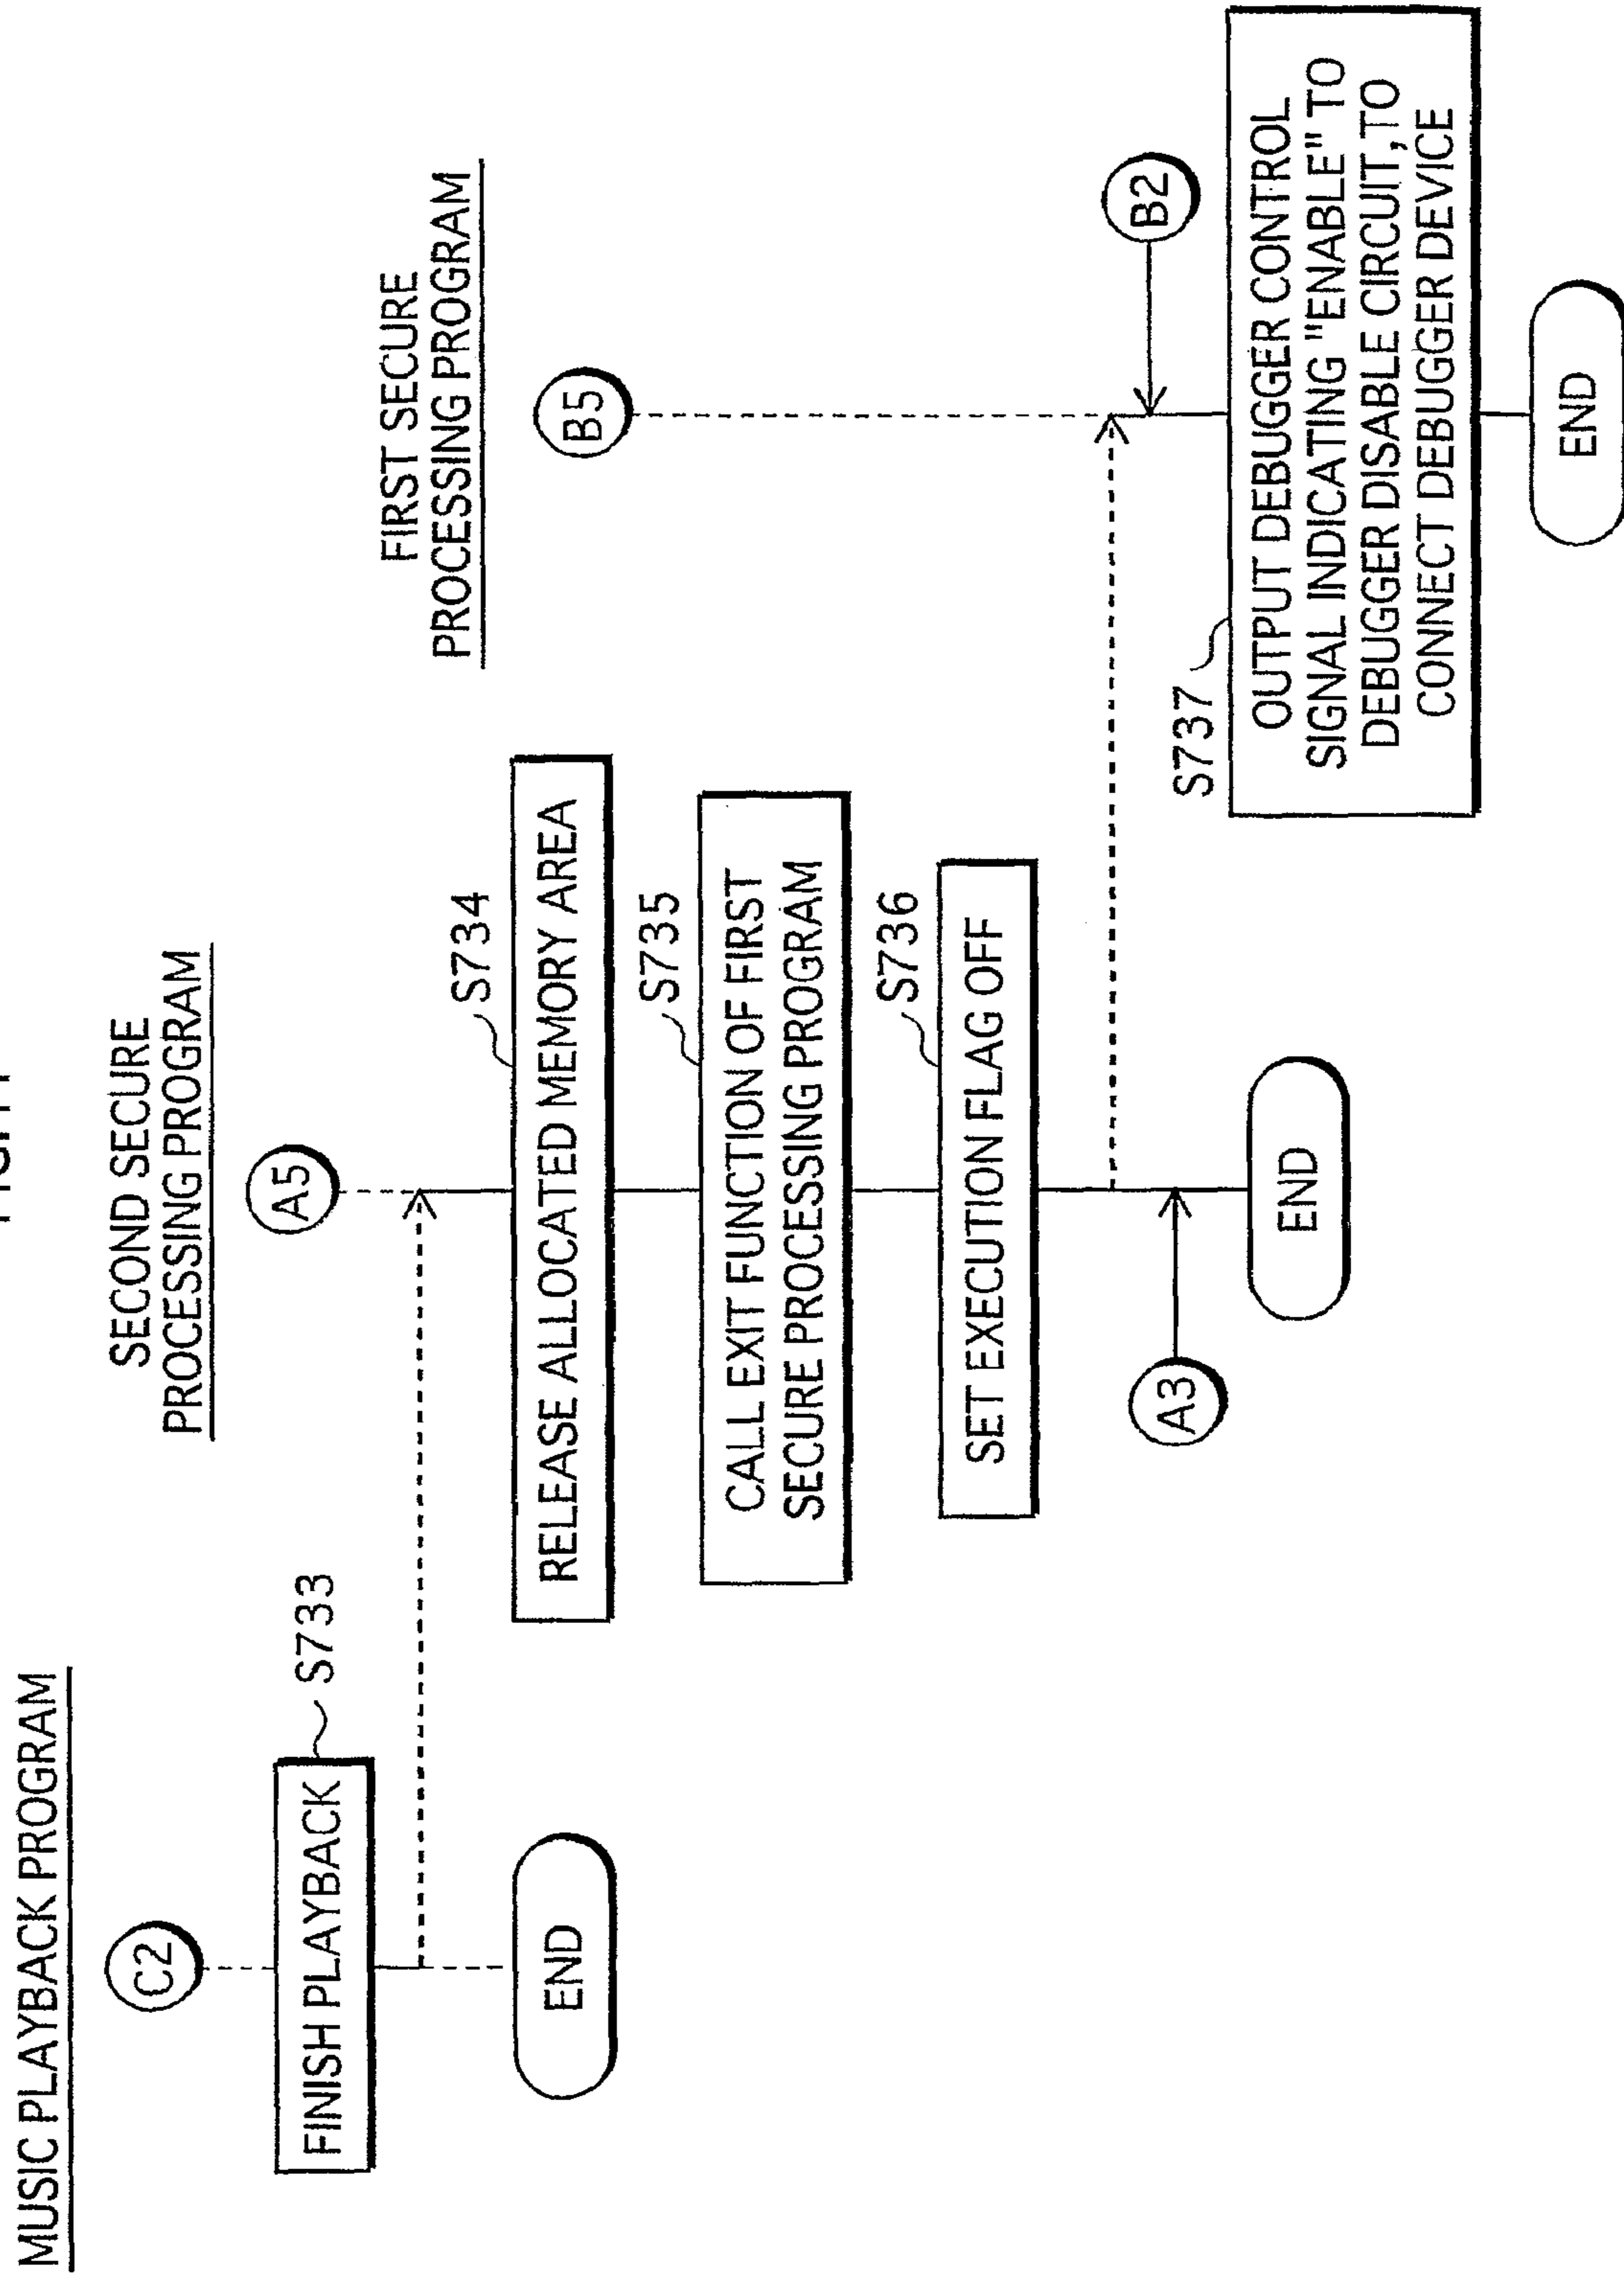 MUSIC PLAYBACK PROGRAM
C2
FINISH PLAYBACK
S733
END
SECOND SECURE
PROCESSING PROGRAM
A5
S734
RELEASE ALLOCATED MEMORY AREA
S735
CALL EXIT FUNCTION OF FIRST
SECURE PROCESSING PROGRAM
S736
SET EXECUTION FLAG OFF
A3
END
FIRST SECURE
PROCESSING PROGRAM
B5
B2
S737
OUTPUT DEBUGGER CONTROL
SIGNAL INDICATING "ENABLE" TO
DEBUGGER DISABLE CIRCUIT,TO
CONNECT DEBUGGER DEVICE
END